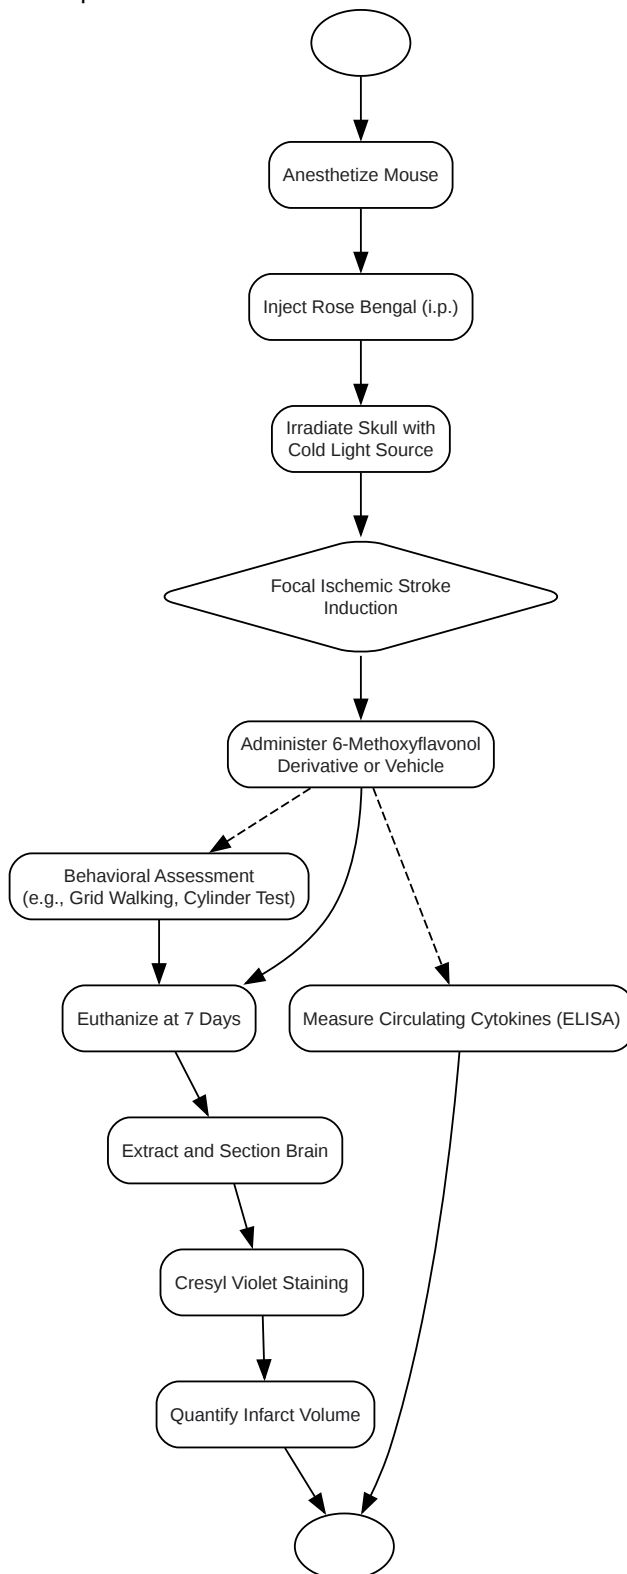 Anesthetize Mouse
Inject Rose Bengal (i.p.)
Irradiate Skull with
Cold Light Source
Focal Ischemic Stroke
Induction
Administer 6-Methoxyflavonol
Derivative or Vehicle
Behavioral Assessment
(e.g., Grid Walking, Cylinder Test)
Euthanize at 7 Days
Measure Circulating Cytokines (ELISA)
Extract and Section Brain
Cresyl Violet Staining
Quantify Infarct Volume